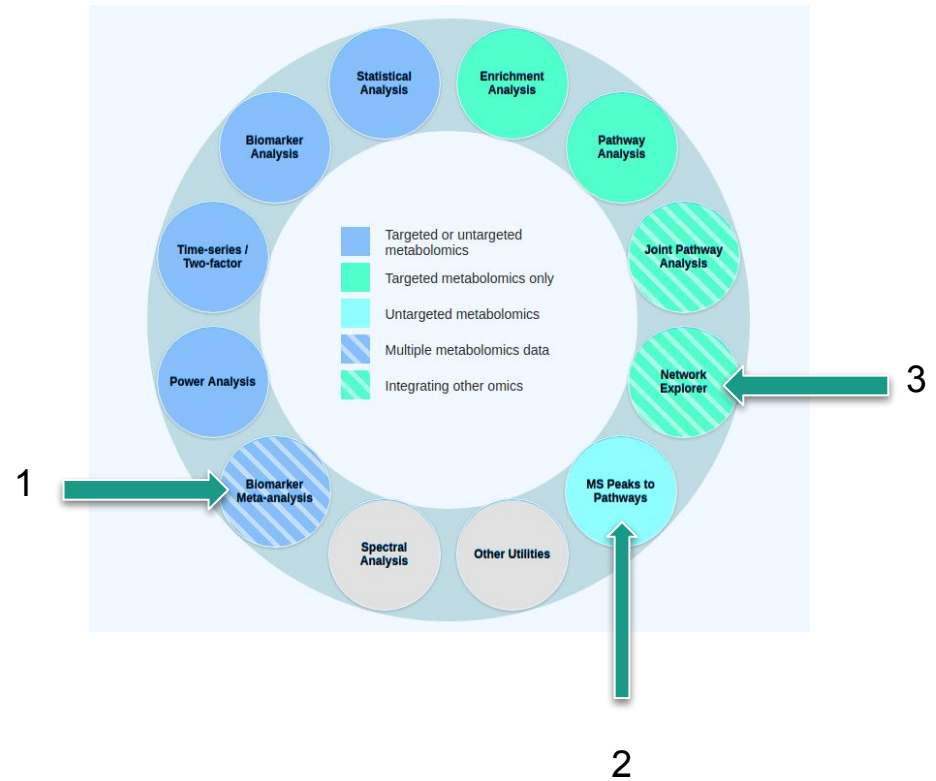 Statistical
Analysis
Enrichment
Analysis
Biomarker
Analysis
Pathway
Analysis
Time-series /
Two-factor
Joint Pathway
Analysis
Targeted or untargeted
metabolomics
Targeted metabolomics only
Untargeted metabolomics
Multiple metabolomics data
Integrating other omics
Power Analysis
Network
Explorer
3
1
Biomarker
Meta-analysis
MS Peaks to
Pathways
Spectral
Analysis
Other Utilities
2